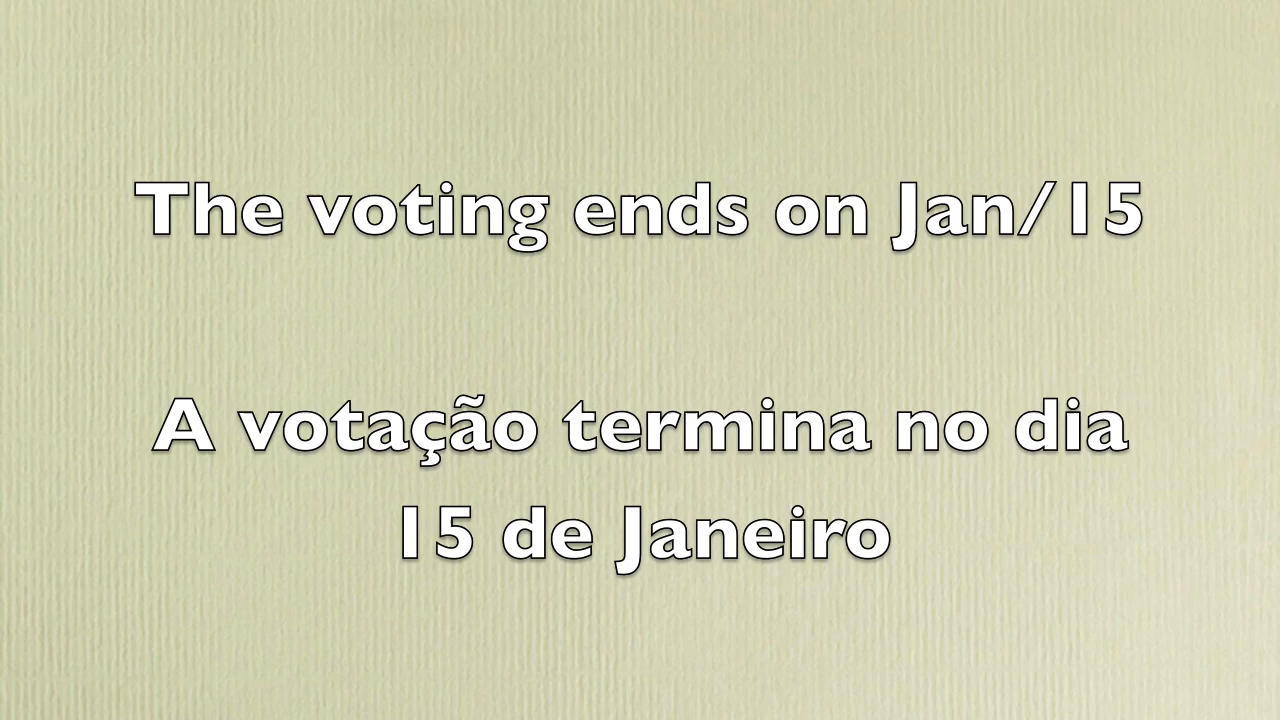 The voting ends on Jan/15
A votação termina no dia
15 de Janeiro